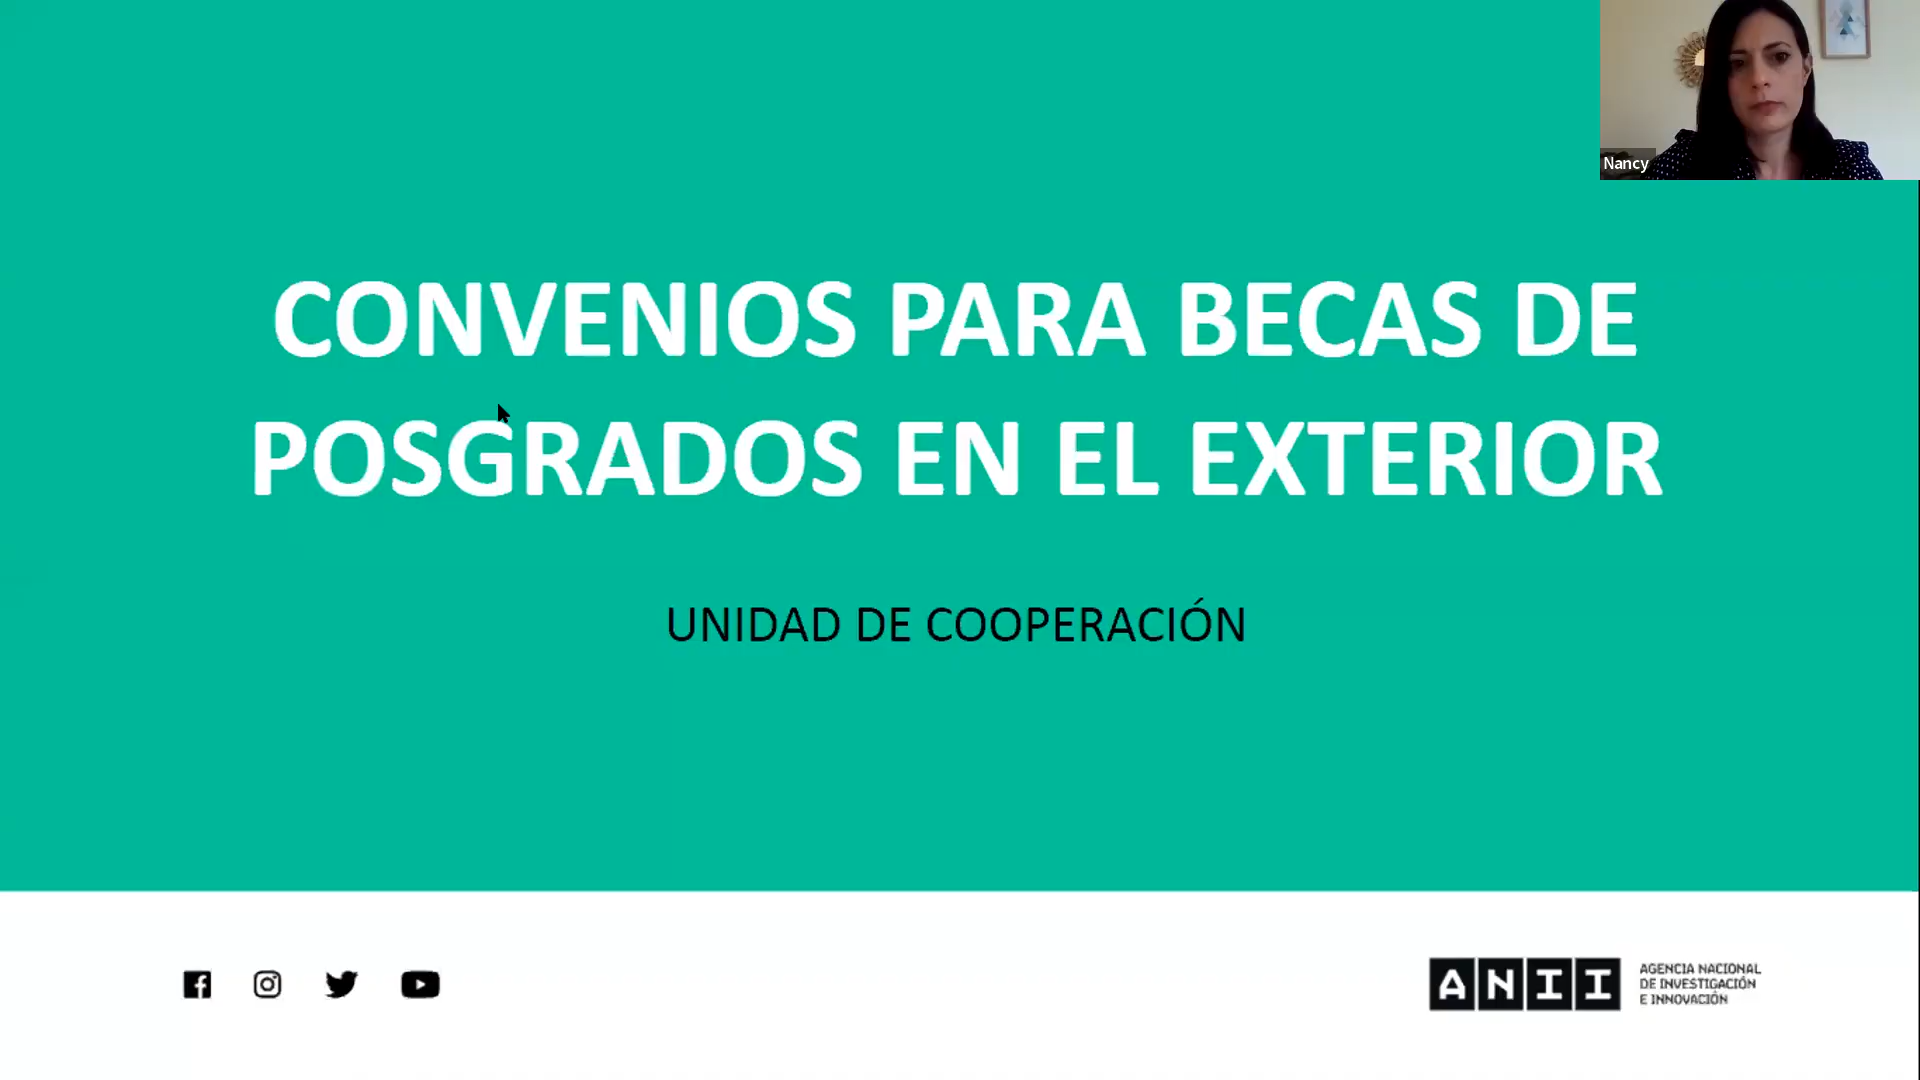 Nancy
CONVENIOS PARA BECAS DE
POSGRADOS EN EL EXTERIOR
UNIDAD DE COOPERACIÓN
ANII
AGENCIA NACIONAL
DE INVESTIGACIÓN
E INNOVACIÓN